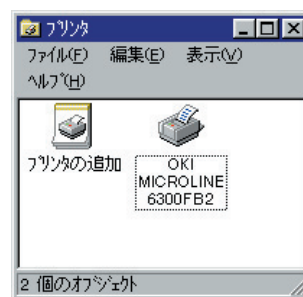 プリンタ
ファイル(F) 編集(E) 表示(V)
ヘルプ(H)
プリンタの追加
OKI
MICROLINE
6300FB2
2 個のオブジェクト